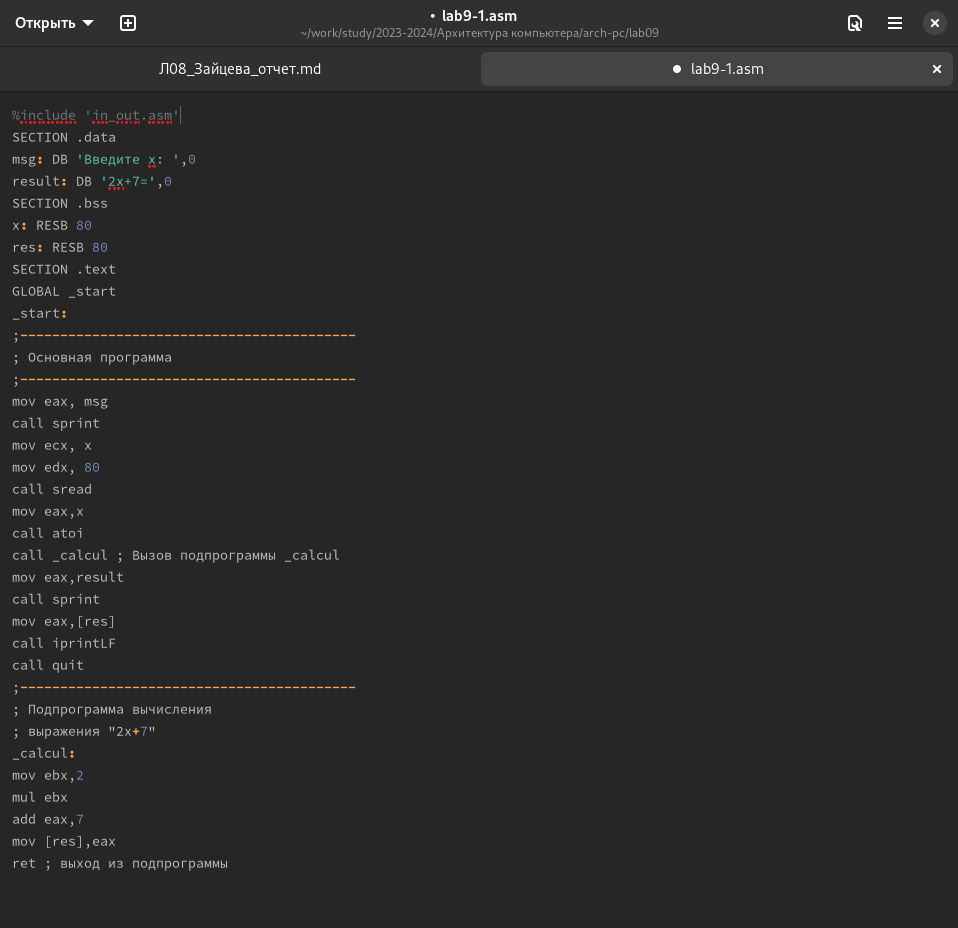 Открыть
• lab9-1.asm
~/work/study/2023-2024/Архитектура компьютера/arch-pc/lab09
Л08_Зайцева_отчет.md
• lab9-1.asm
%include 'in_out.asm'
SECTION .data
msg: DB 'Введите x: ',0
result: DB '2x+7=',0
SECTION .bss
x: RESB 80
res: RESB 80
SECTION .text
GLOBAL _start
_start:
;------------------------------------------
; Основная программа
;------------------------------------------
mov eax, msg
call sprint
mov ecx, x
mov edx, 80
call sread
mov eax,x
call atoi
call _calcul ; Вызов подпрограммы _calcul
mov eax,result
call sprint
mov eax,[res]
call iprintLF
call quit
;------------------------------------------
; Подпрограмма вычисления
; выражения "2x+7"
_calcul:
mov ebx,2
mul ebx
add eax,7
mov [res],eax
ret ; выход из подпрограммы